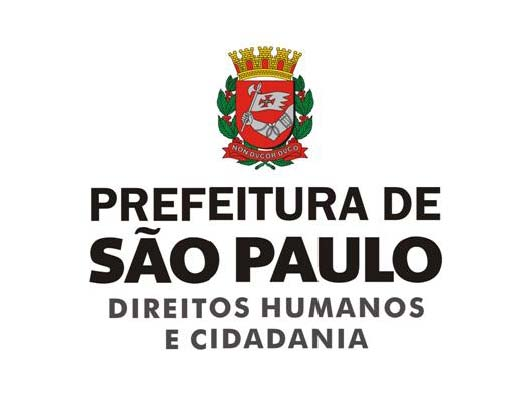 NON DVCOR DVCO
PREFEITURA DE
SÃO PAULO
DIREITOS HUMANOS
E CIDADANIA